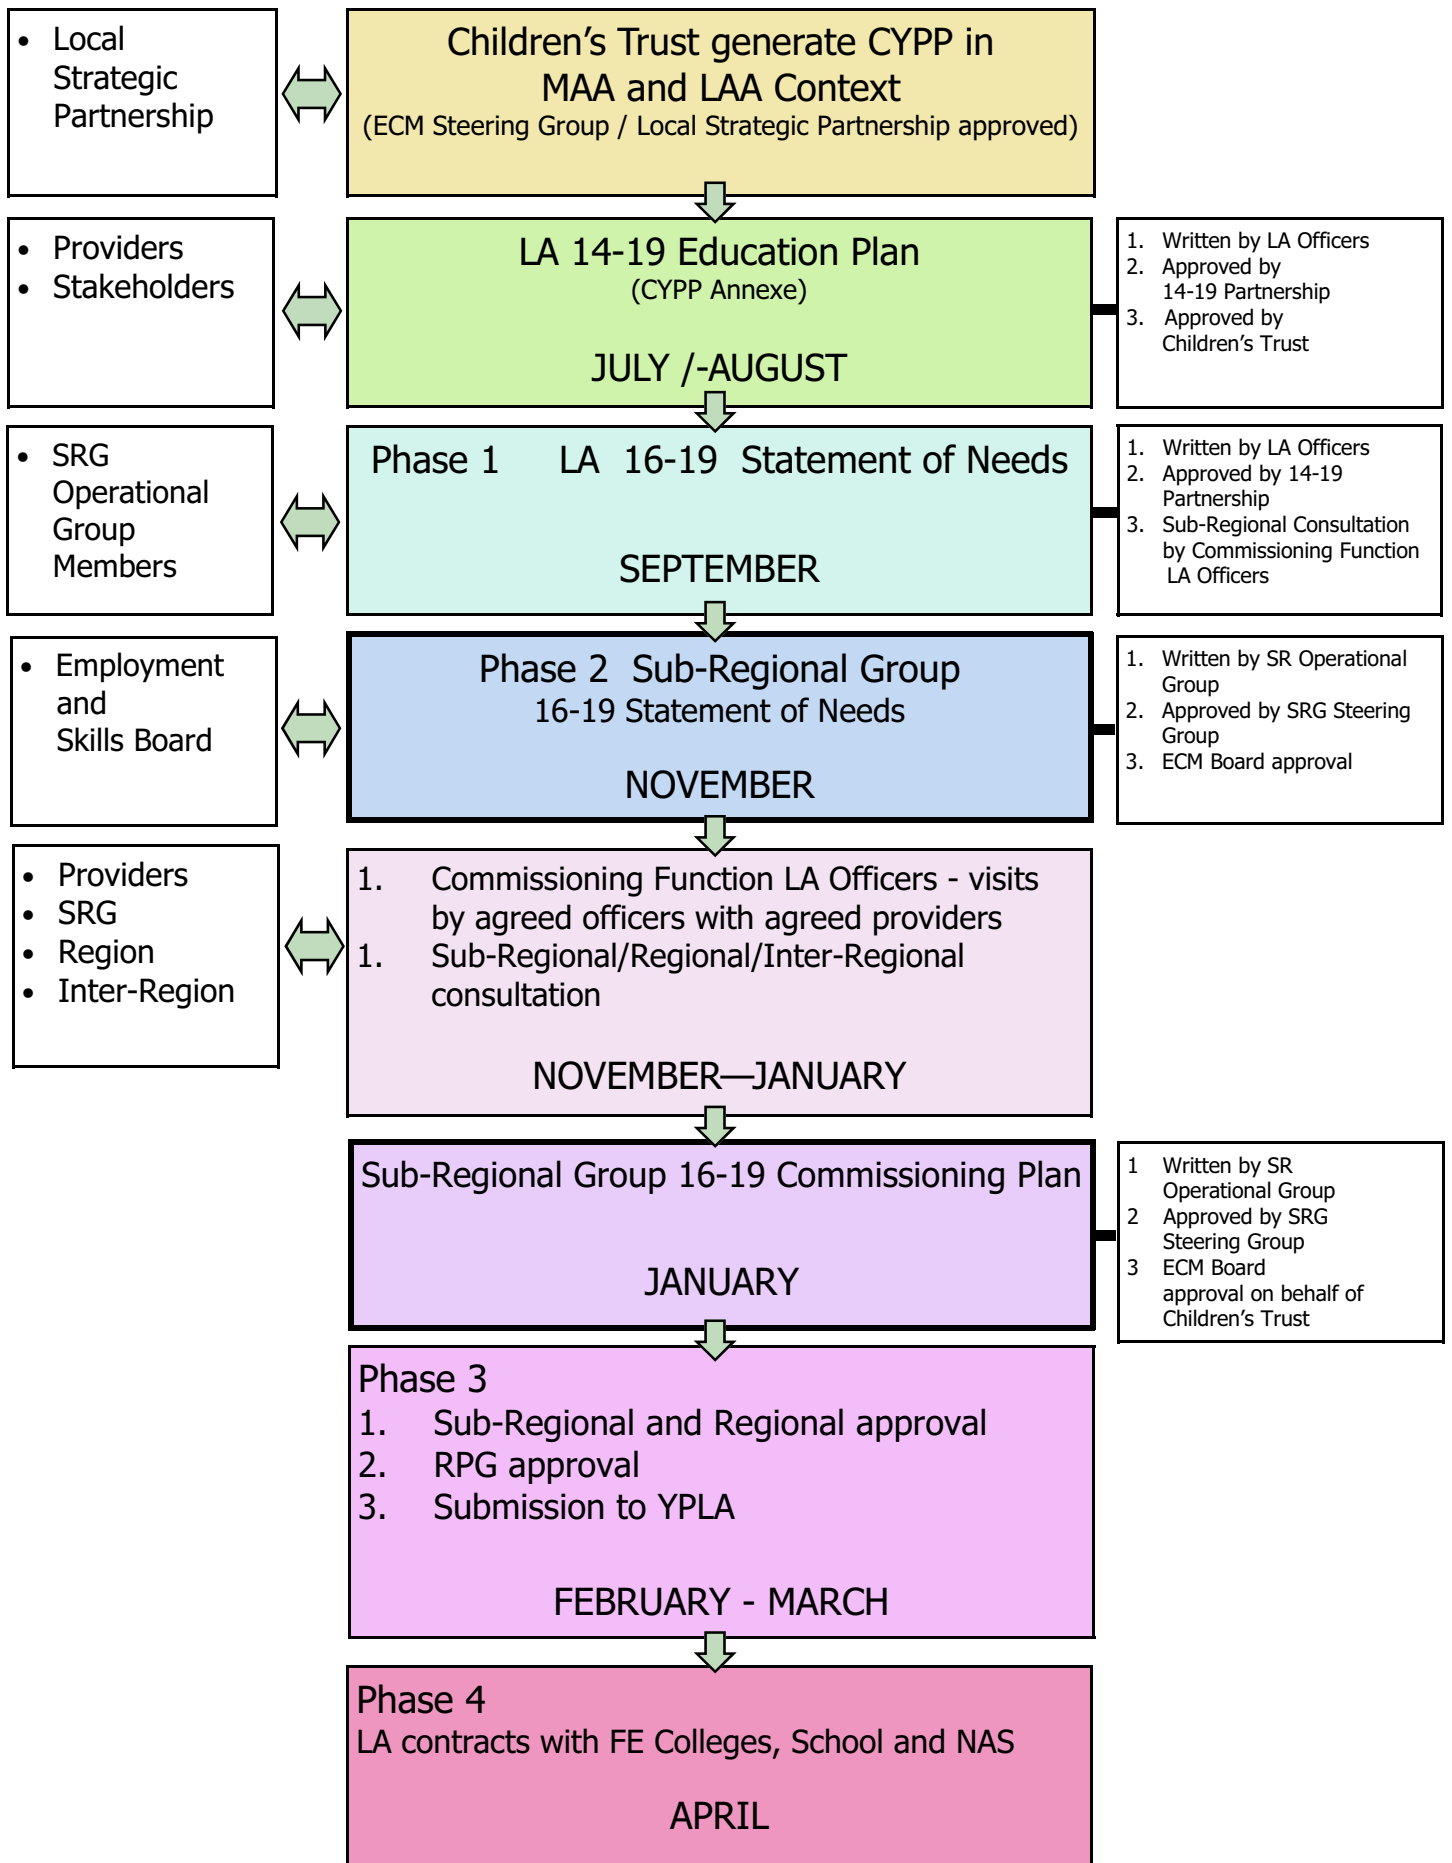 • Local
Strategic
Partnership
Children’s Trust generate CYPP in
MAA and LAA Context
(ECM Steering Group / Local Strategic Partnership approved)
• Providers
• Stakeholders
LA 14-19 Education Plan
(CYPP Annexe)
JULY /-AUGUST
1. Written by LA Officers
2. Approved by
14-19 Partnership
3. Approved by
Children’s Trust
• SRG
Operational
Group
Members
Phase 1 LA 16-19 Statement of Needs
SEPTEMBER
1. Written by LA Officers
2. Approved by 14-19
Partnership
3. Sub-Regional Consultation
by Commissioning Function
LA Officers
• Employment
and
Skills Board
Phase 2 Sub-Regional Group
16-19 Statement of Needs
NOVEMBER
1. Written by SR Operational
Group
2. Approved by SRG Steering
Group
3. ECM Board approval
• Providers
• SRG
• Region
• Inter-Region
1. Commissioning Function LA Officers - visits
by agreed officers with agreed providers
1. Sub-Regional/Regional/Inter-Regional
consultation
NOVEMBER—JANUARY
Sub-Regional Group 16-19 Commissioning Plan
JANUARY
1 Written by SR
Operational Group
2 Approved by SRG
Steering Group
3 ECM Board
approval on behalf of
Children’s Trust
Phase 3
1. Sub-Regional and Regional approval
2. RPG approval
3. Submission to YPLA
FEBRUARY - MARCH
Phase 4
LA contracts with FE Colleges, School and NAS
APRIL